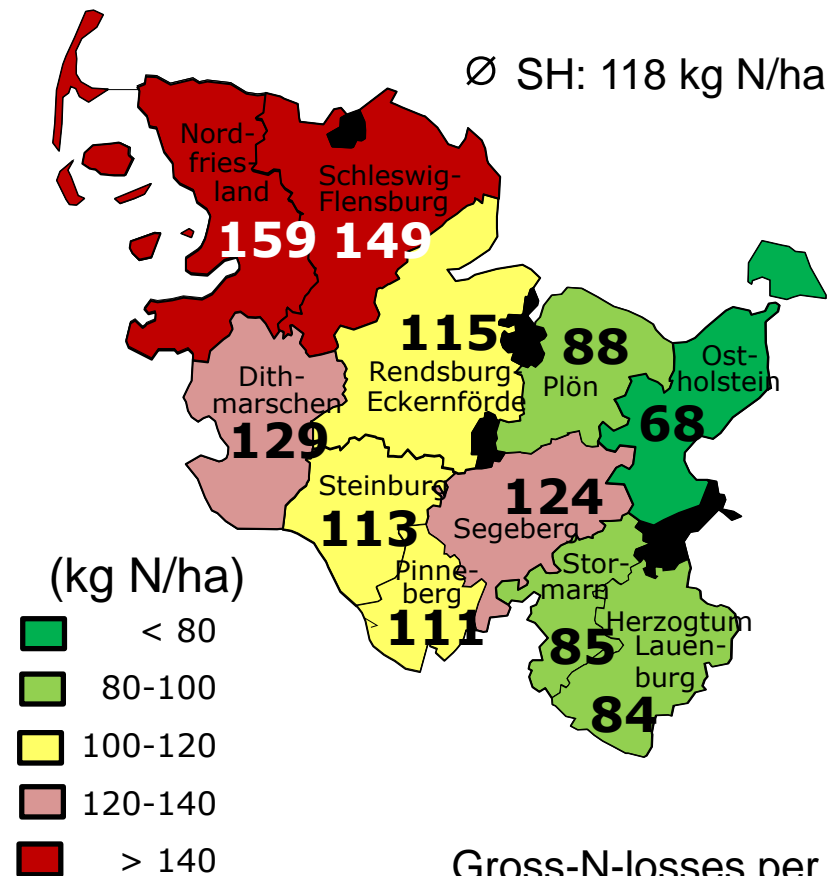 Ø SH: 118 kg N/ha
Nord-
fries-
land
159
Schleswig-
Flensburg
149
115
Rendsburg-
Eckernförde
88
Plön
Ost-
holstein
68
Dith-
marschen
129
Steinburg
113
124
Segeberg
Pinne-
berg
111
Stor-
marn
85
Herzogtum
Lauen-
burg
84
(kg N/ha)
< 80
80-100
100-120
120-140
> 140
Gross-N-losses per